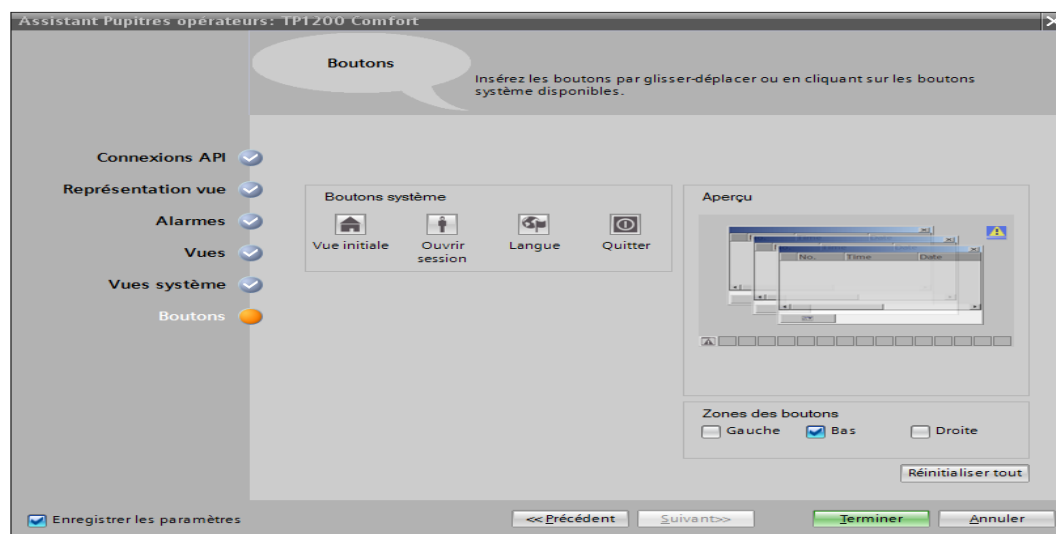 Assistant Pupitres opérateurs: TP1200 Comfort
Boutons
Insérez les boutons par glisser-déplacer ou en cliquant sur les boutons
système disponibles.
Connexions API
Représentation vue
Alarmes
Vues
Vues système
Boutons
Boutons système
Vue initiale
Ouvrir
session
Langue
Quitter
Aperçu
No. Time Date
Zones des boutons
Gauche
Bas
Droite
Réinitialiser tout
Enregistrer les paramètres
<<Précédent
Suivant>>
Terminer
Annuler